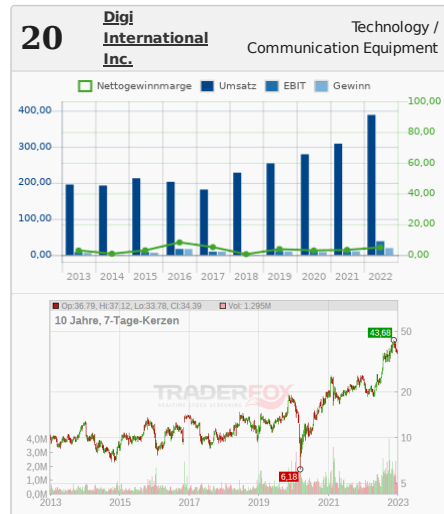 20
Digi
International
Inc.
Technology /
Communication Equipment
Nettogewinnmarge Umsatz EBIT Gewinn
400,00 100,00
300,00 80,00
60,00
200,00 40,00
100,00 20,00
0,00 0,00
2013 2014 2015 2016 2017 2018 2019 2020 2021 2022
Op:36.79, Hi:37.12, Lo:33.78, Cl:34.39 Vol: 1.295M
10 Jahre, 7-Tage-Kerzen
43,68
50
TRADERFOX
20
4,0M 10
3,0M
2,0M
6,18
1,0M 5
0,0M
2013 2015 2017 2019 2021 2023